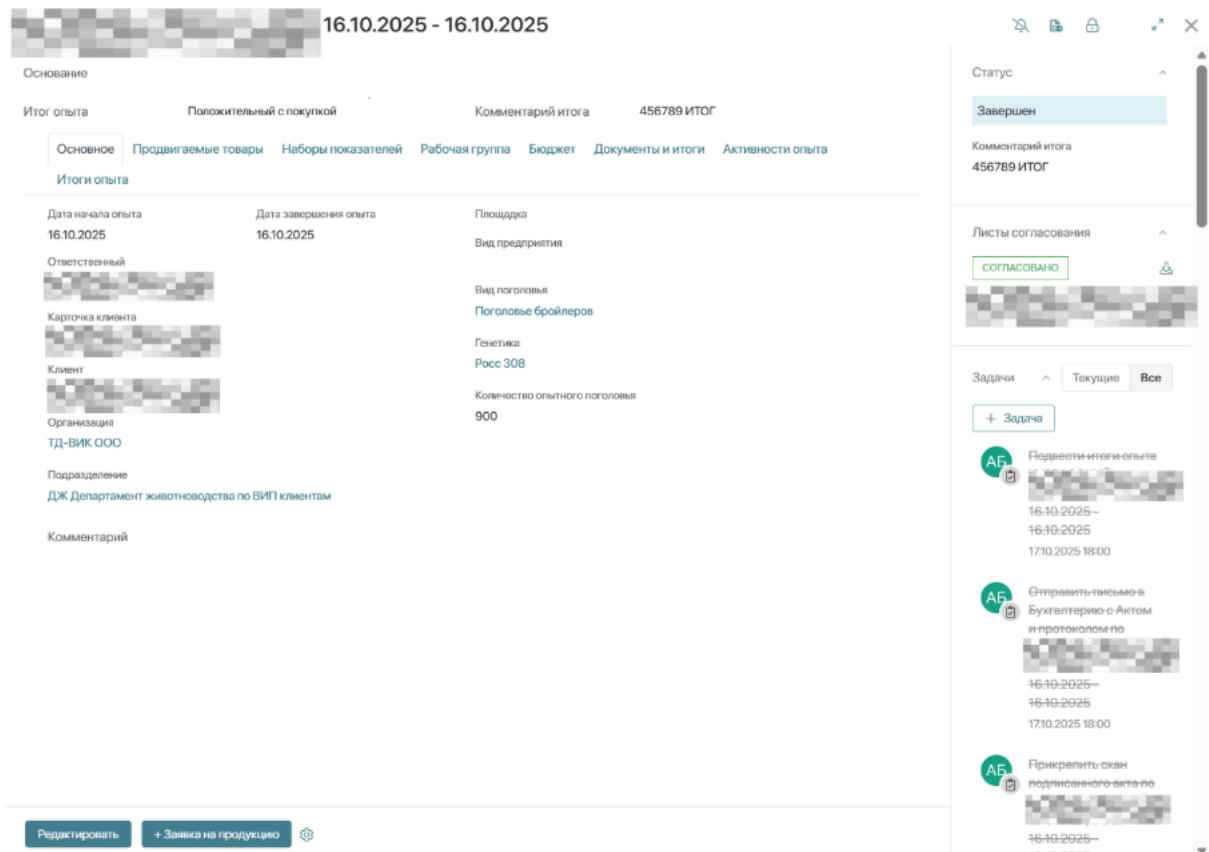 16.10.2025 - 16.10.2025
Основание
Итог опыта Положительный с покупкой Комментарий итога 456789 ИТОГ
Основное Продвигаемые товары Наборы показателей Рабочая группа Бюджет Документы и итоги Активности опыта
Итоги опыта
Дата начала опыта Дата завершения опыта
16.10.2025 16.10.2025
Ответственный
Карточка клиента
Клиент
Организация
ТД-ВИК ООО
Подразделение
ДЖ Департамент животноводства по ВИП клиентам
Комментарий
Площадка
Вид предприятия
Вид поголовья
Поголовье бройлеров
Генетика
Росс 308
Количество опытного поголовья
900
Редактировать + Заявка на продукцию
Статус
Завершен
Комментарий итога
456789 ИТОГ
Листы согласования
СОГЛАСОВАНО
Задачи Текущие Все
+ Задача
АБ Подвести итоги опыта
16.10.2025 -
16.10.2025
17.10.2025 18:00
АБ Отправить письмо в
Бухгалтерию с Актом
и протоколом по
16.10.2025 -
16.10.2025
17.10.2025 18:00
АБ Прикрепить скан
подписанного акта по
16.10.2025 -